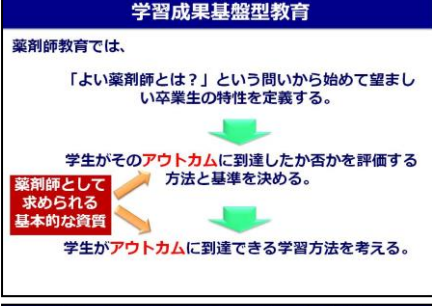 学習成果基盤型教育
薬剤師教育では、
「よい薬剤師とは？」という問いから始めて望まし
い卒業生の特性を定義する。
学生がそのアウトカムに到達したか否かを評価する
方法と基準を決める。
薬剤師として
求められる
基本的な資質
学生がアウトカムに到達できる学習方法を考える。